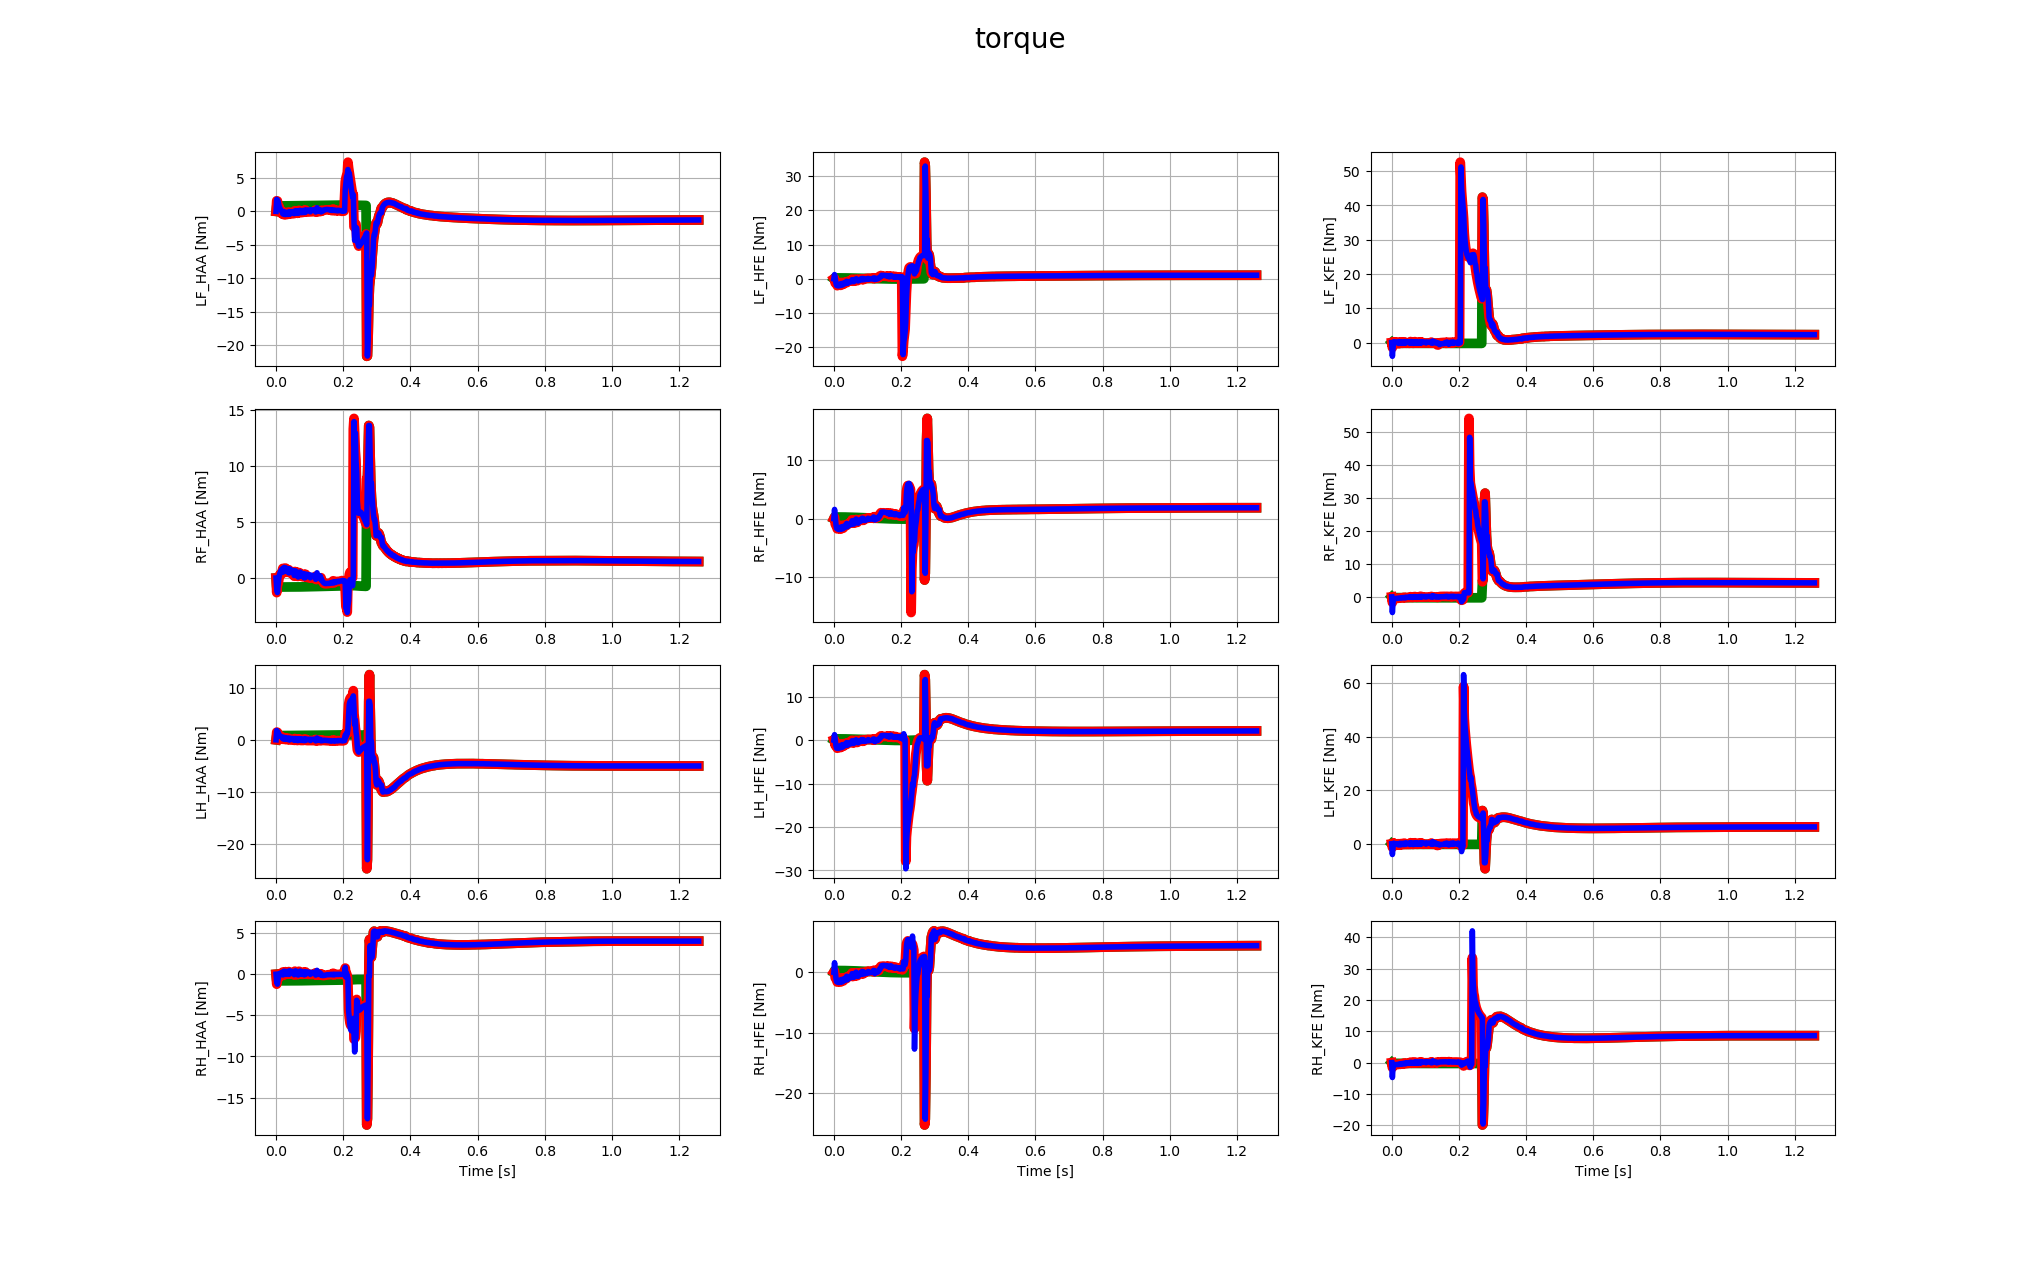 torque
LF_HAA [Nm]
5
0
−5
−10
−15
−20
0.0 0.2 0.4 0.6 0.8 1.0 1.2
LF_HFE [Nm]
30
20
10
0
−10
−20
0.0 0.2 0.4 0.6 0.8 1.0 1.2
LF_KFE [Nm]
50
40
30
20
10
0
0.0 0.2 0.4 0.6 0.8 1.0 1.2
RF_HAA [Nm]
15
10
5
0
0.0 0.2 0.4 0.6 0.8 1.0 1.2
RF_HFE [Nm]
10
0
−10
0.0 0.2 0.4 0.6 0.8 1.0 1.2
RF_KFE [Nm]
50
40
30
20
10
0
0.0 0.2 0.4 0.6 0.8 1.0 1.2
LH_HAA [Nm]
10
0
−10
−20
0.0 0.2 0.4 0.6 0.8 1.0 1.2
LH_HFE [Nm]
10
0
−10
−20
−30
0.0 0.2 0.4 0.6 0.8 1.0 1.2
LH_KFE [Nm]
60
40
20
0
0.0 0.2 0.4 0.6 0.8 1.0 1.2
RH_HAA [Nm]
5
0
−5
−10
−15
0.0 0.2 0.4 0.6 0.8 1.0 1.2
Time [s]
RH_HFE [Nm]
0
−10
−20
0.0 0.2 0.4 0.6 0.8 1.0 1.2
Time [s]
RH_KFE [Nm]
40
30
20
10
0
−10
−20
0.0 0.2 0.4 0.6 0.8 1.0 1.2
Time [s]